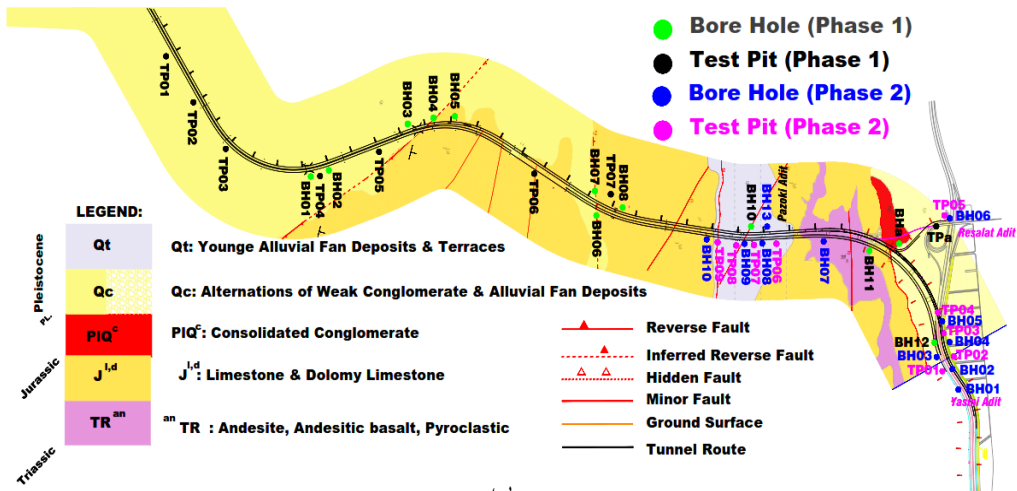 Bore Hole (Phase 1)
Test Pit (Phase 1)
Bore Hole (Phase 2)
Test Pit (Phase 2)
TP01
TP02
TP03
BH01
TP04
BH02
TP05
BH03
BH04
BH05
TP06
BH07
TP07
BH08
BH06
BH10
TP09
TP08
BH10
BH13
Pazoki Adit
BH09
TP07
BH08
TP06
BH07
BH11
TPa
TP05
BH06
Resalat Adit
TP04
BH05
TP03
BH12
BH04
BH03
TP02
TP01
BH02
BH01
Yasini Adit
LEGEND:
Pleistocene
PL.
Jurassic
Triassic
Qt
Qt: Younge Alluvial Fan Deposits & Terraces
Qc
Qc: Alternations of Weak Conglomerate & Alluvial Fan Deposits
PlQc
PlQc: Consolidated Conglomerate
Jl,d
Jl,d: Limestone & Dolomy Limestone
TRan
an TR : Andesite, Andesitic basalt, Pyroclastic
Reverse Fault
Inferred Reverse Fault
Hidden Fault
Minor Fault
Ground Surface
Tunnel Route